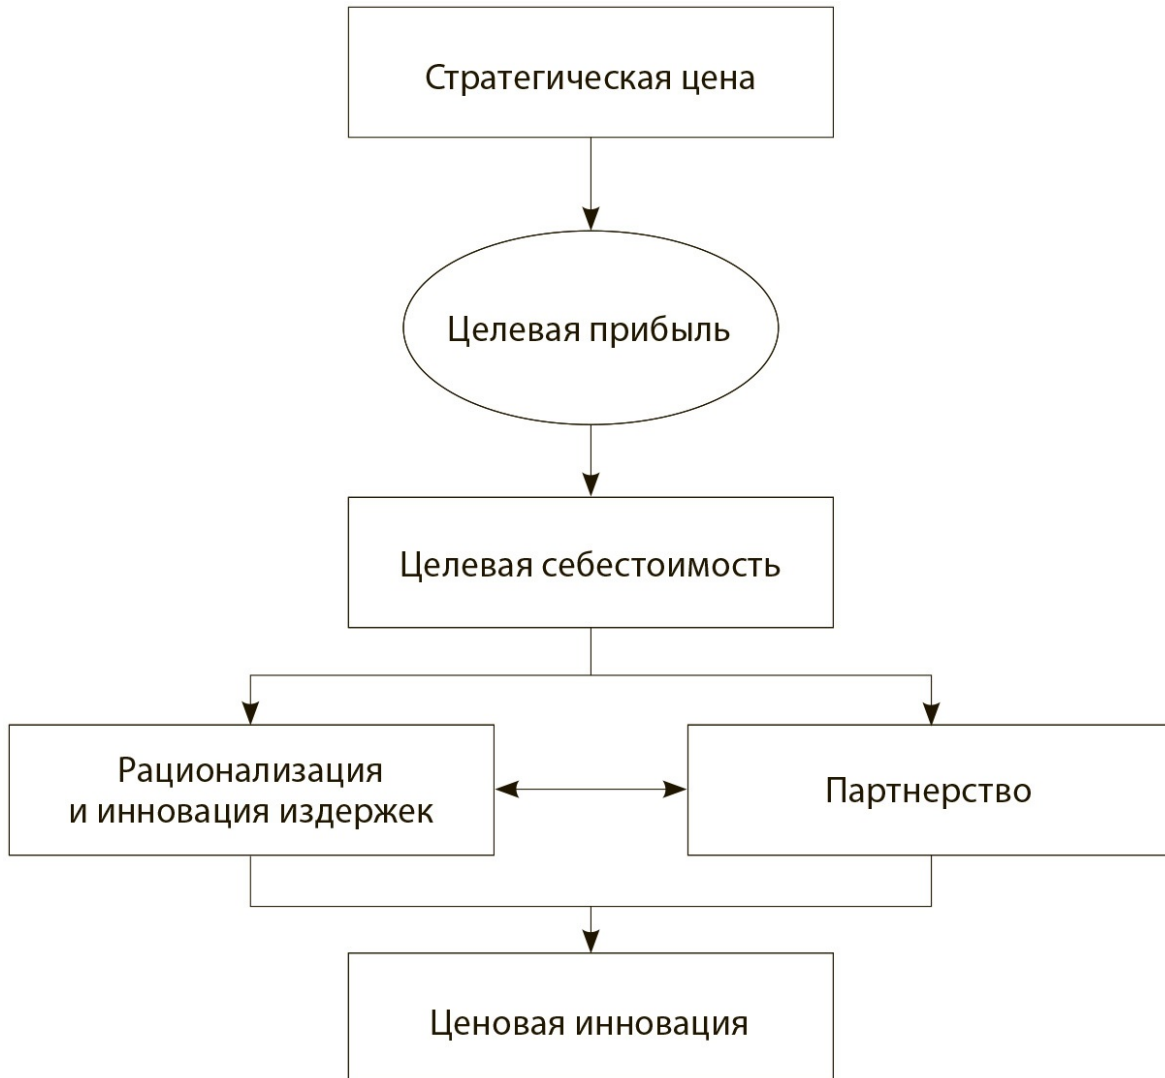 Стратегическая цена
Целевая прибыль
Целевая себестоимость
Рационализация
и инновация издержек
Партнерство
Ценовая инновация